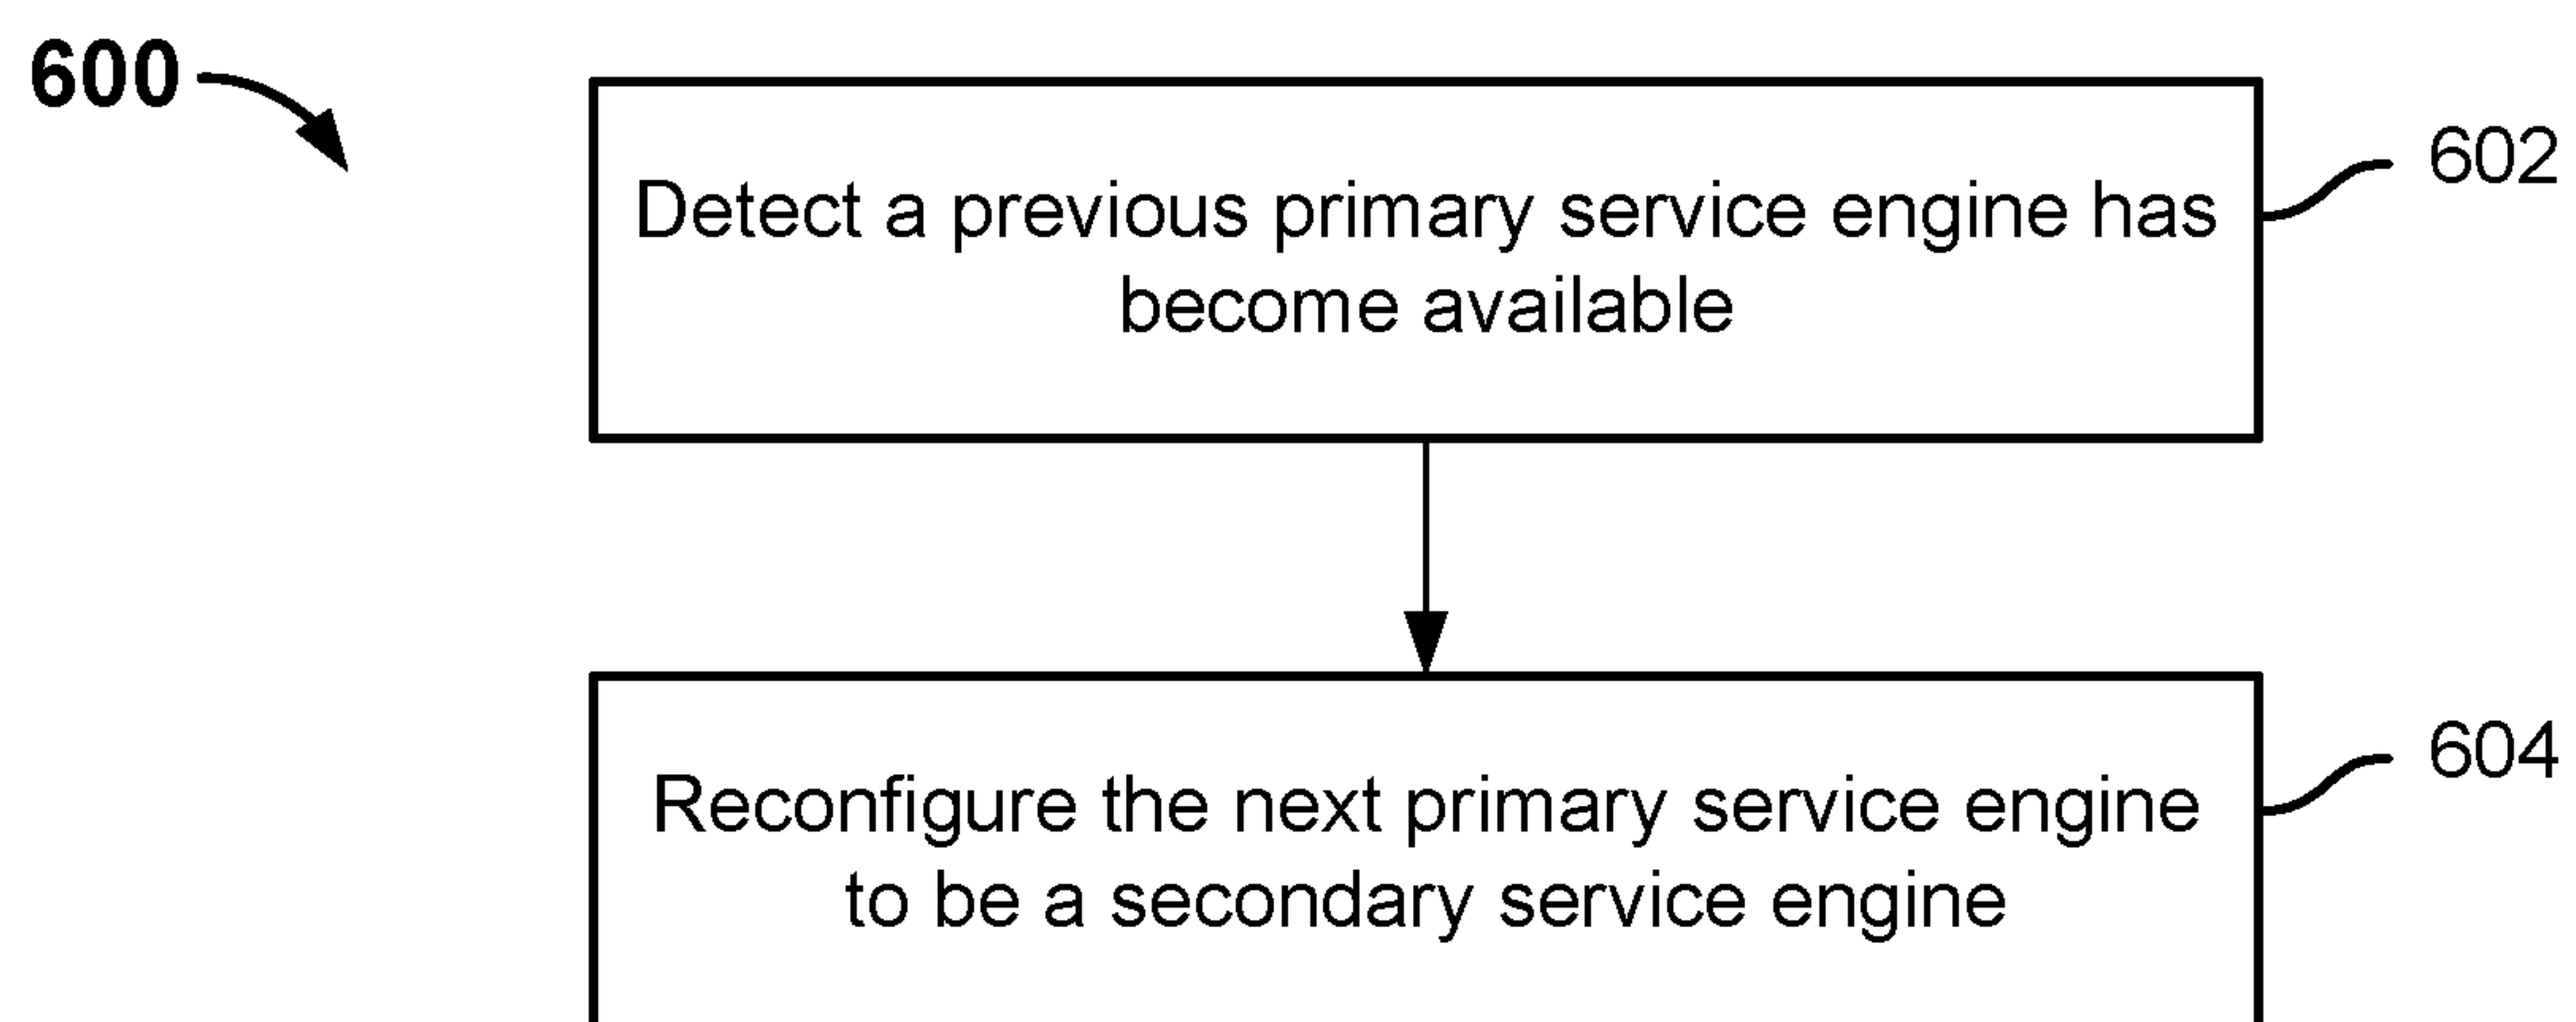 600
602
Detect a previous primary service engine has
become available
604
Reconfigure the next primary service engine
to be a secondary service engine